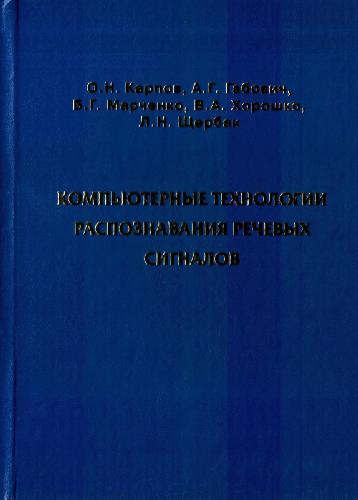 О.Н. Карпов, А.Г. Габович,
Б.Г. Марченко, В.А. Хорошко,
Л.Н. Щербак
КОМПЬЮТЕРНЫЕ ТЕХНОЛОГИИ
РАСПОЗНАВАНИЯ РЕЧЕВЫХ
СИГНАЛОВ